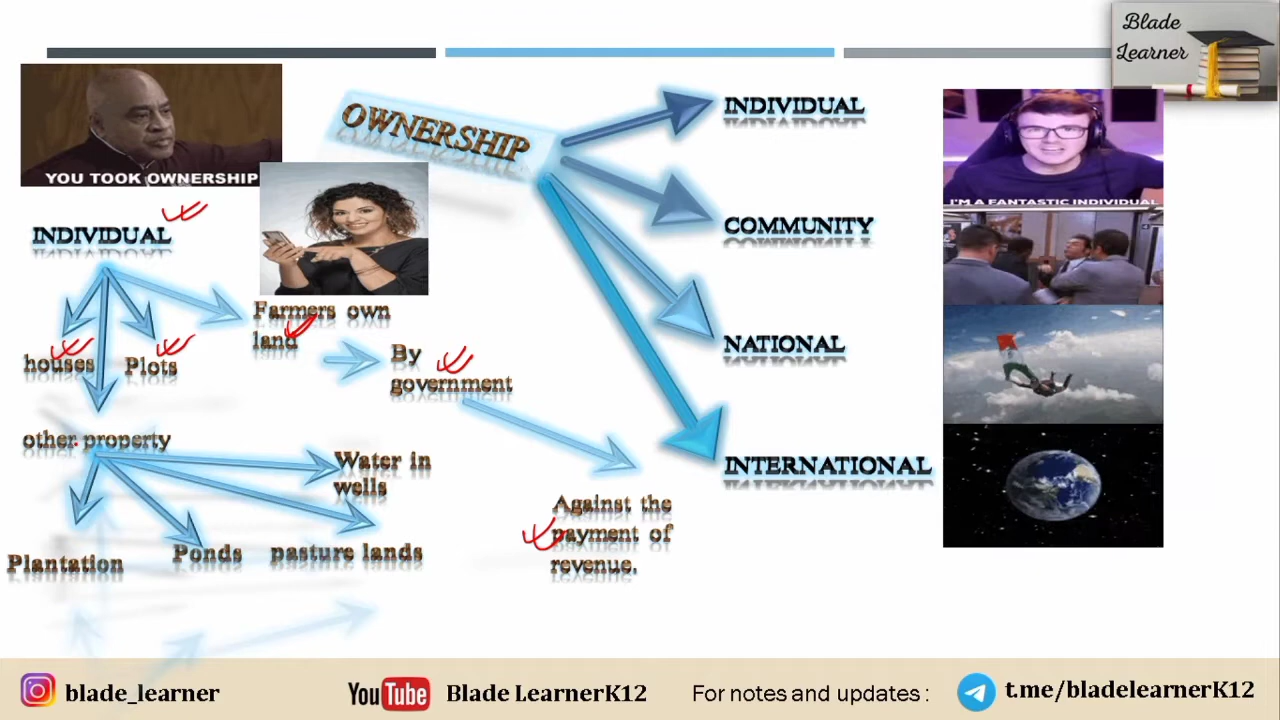 Blade
Learner
YOU TOOK OWNERSHIP
OWNERSHIP
INDIVIDUAL
COMMUNITY
NATIONAL
INTERNATIONAL
I'M A FANTASTIC INDIVIDUAL
INDIVIDUAL
houses
Plots
Farmers own
land
By
government
Against the
payment of
revenue.
other property
Water in
wells
Plantation
Ponds
pasture lands
blade_learner
YouTube
Blade LearnerK12
For notes and updates :
t.me/bladelearnerK12